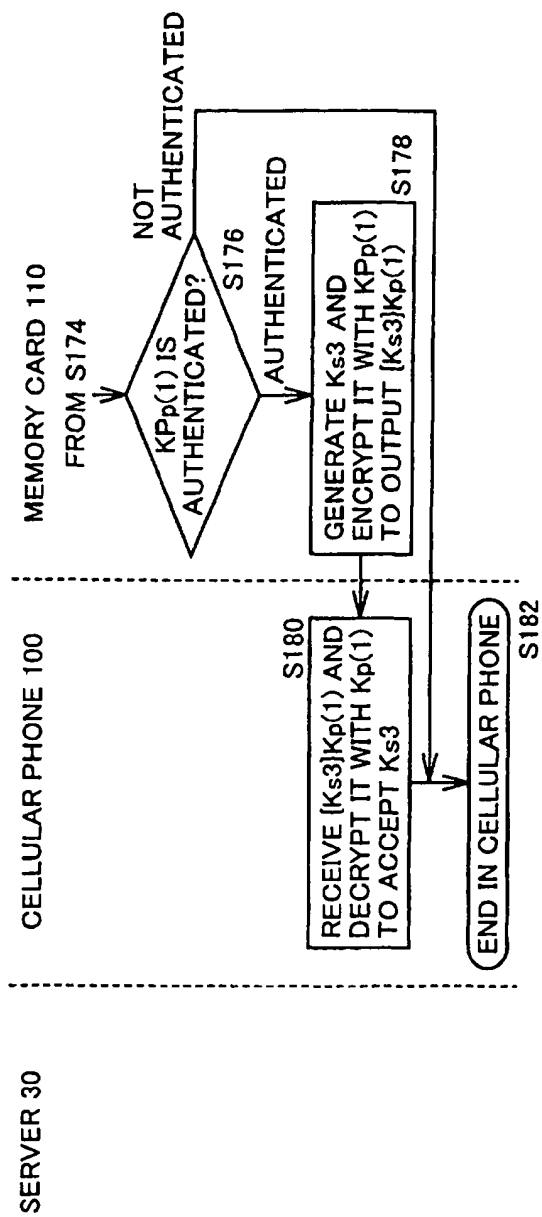 SERVER 30
CELLULAR PHONE 100
MEMORY CARD 110
FROM S174
KPp(1) IS
AUTHENTICATED?
S176
NOT
AUTHENTICATED
AUTHENTICATED
GENERATE Ks3 AND
ENCRYPT IT WITH KPp(1)
TO OUTPUT {Ks3}Kp(1)
S178
S180
RECEIVE {Ks3}Kp(1) AND
DECRYPT IT WITH Kp(1)
TO ACCEPT Ks3
END IN CELLULAR PHONE
S182